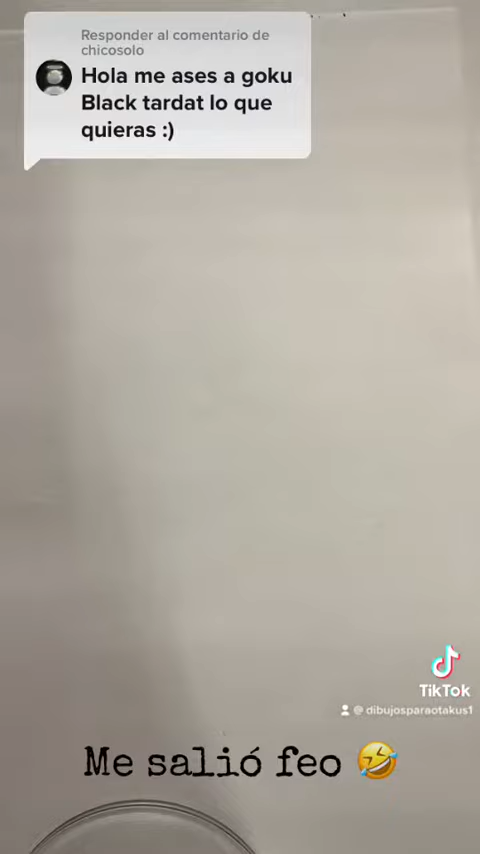 Responder al comentario de
chicosolo
Hola me ases a goku
Black tardat lo que
quieras :)
TikTok
@dibujosparaotakus1
Me salió feo 🤣